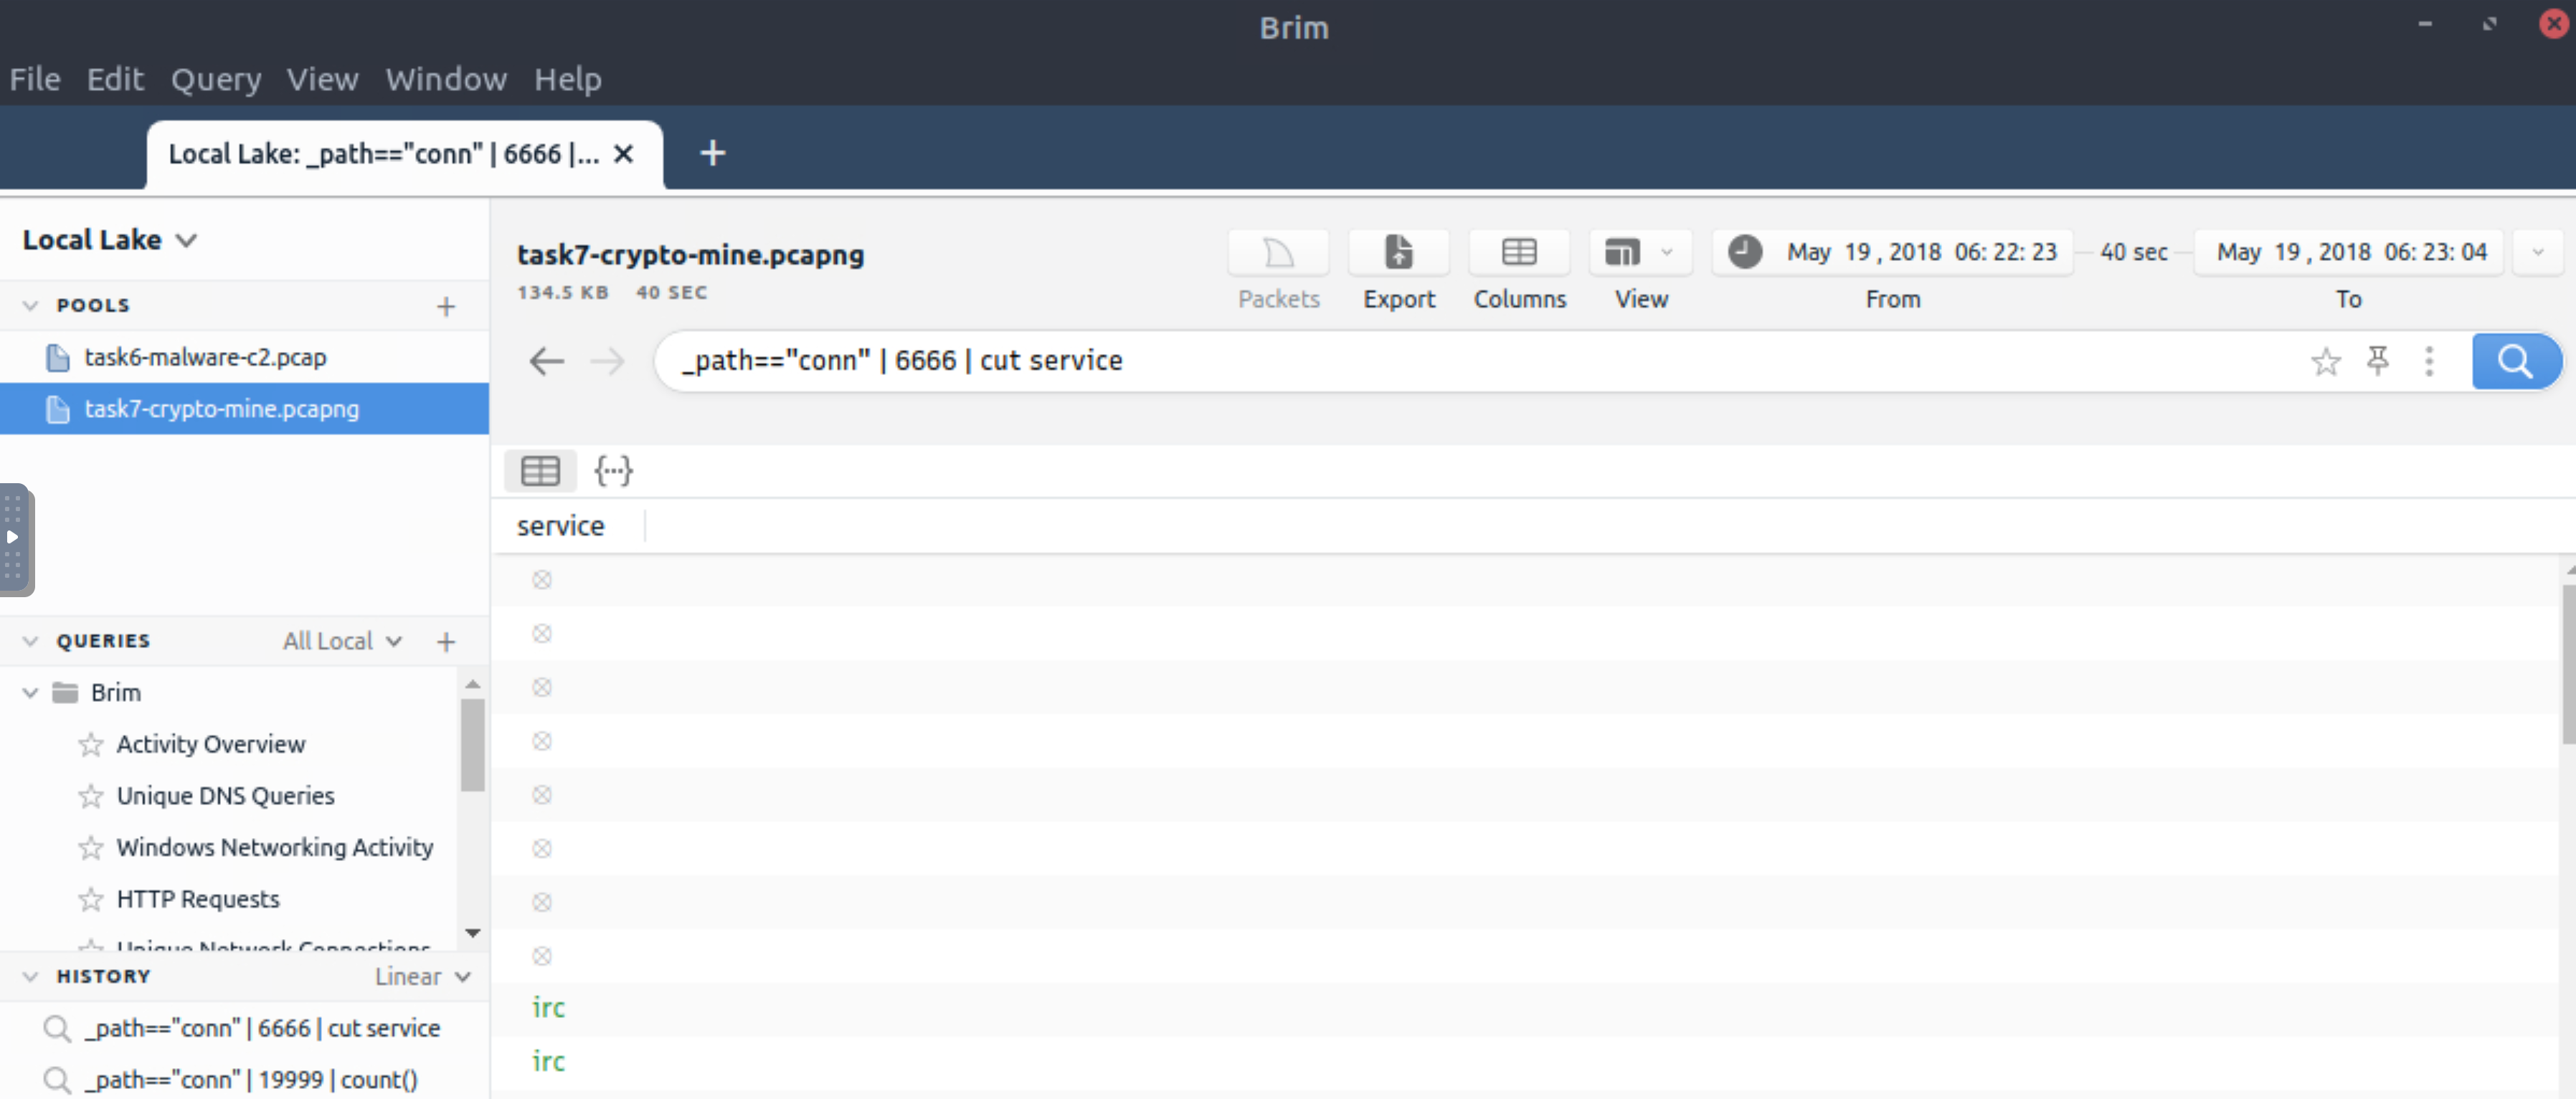 Brim
File Edit Query View Window Help
Local Lake: _path=="conn" | 6666 |...
Local Lake
POOLS
task6-malware-c2.pcap
task7-crypto-mine.pcapng
QUERIES All Local
Brim
Activity Overview
Unique DNS Queries
Windows Networking Activity
HTTP Requests
Unique Network Connections
HISTORY Linear
_path=="conn" | 6666 | cut service
_path=="conn" | 19999 | count()
task7-crypto-mine.pcapng
134.5 KB 40 SEC
Packets
Export
Columns
View
May 19 , 2018 06: 22: 23
From
40 sec
May 19 , 2018 06: 23: 04
To
_path=="conn" | 6666 | cut service
service
irc
irc